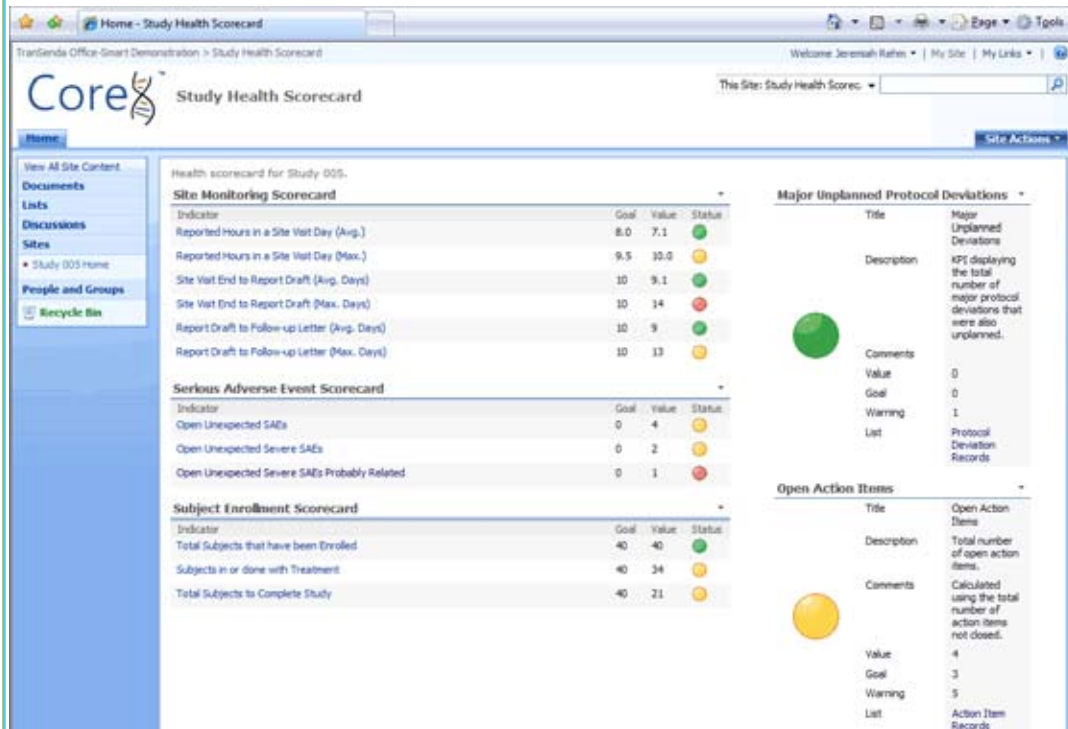 Home - Study Health Scorecard
Page Tools
TranSenda Office-Smart Demonstration > Study Health Scorecard
Welcome Jeremiah Rehm | My Site | My Links |
Core
™
Study Health Scorecard
This Site: Study Health Scorec.
Home
Site Actions
View All Site Content
Documents
Lists
Discussions
Sites
Study 005 Home
People and Groups
Recycle Bin
Health scorecard for Study 005.
Site Monitoring Scorecard
Indicator Goal Value Status
Reported Hours in a Site Visit Day (Avg.) 8.0 7.1
Reported Hours in a Site Visit Day (Max.) 9.5 10.0
Site Visit End to Report Draft (Avg. Days) 10 9.1
Site Visit End to Report Draft (Max. Days) 10 14
Report Draft to Follow-up Letter (Avg. Days) 10 9
Report Draft to Follow-up Letter (Max. Days) 10 13
Serious Adverse Event Scorecard
Indicator Goal Value Status
Open Unexpected SAEs 0 4
Open Unexpected Severe SAEs 0 2
Open Unexpected Severe SAEs Probably Related 0 1
Subject Enrollment Scorecard
Indicator Goal Value Status
Total Subjects that have been Enrolled 40 40
Subjects in or done with Treatment 40 34
Total Subjects to Complete Study 40 21
Major Unplanned Protocol Deviations
Title Major
Unplanned
Deviations
Description KPI displaying
the total
number of
major protocol
deviations that
were also
unplanned.
Comments
Value 0
Goal 0
Warning 1
List Protocol
Deviation
Records
Open Action Items
Title Open Action
Items
Description Total number
of open action
items.
Comments Calculated
using the total
number of
action items
not closed.
Value 4
Goal 3
Warning 5
List Action Item
Records